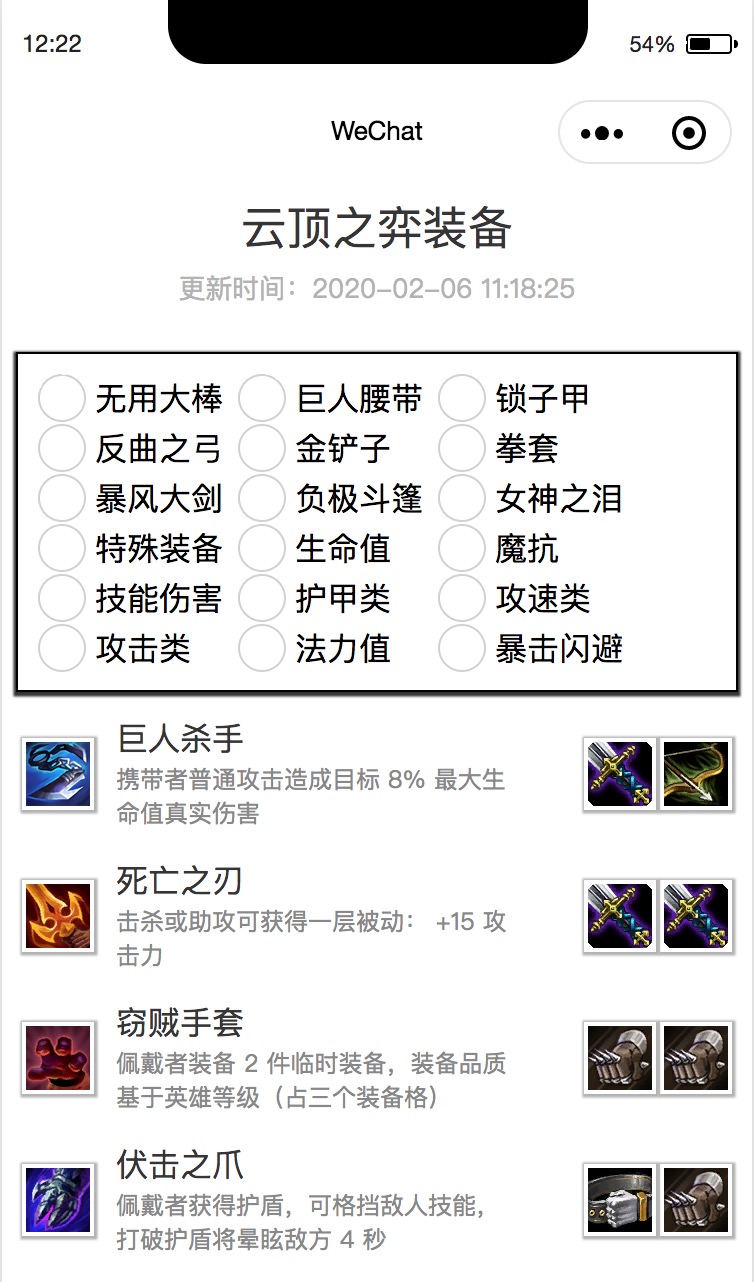 12:22
54%
WeChat
云顶之弈装备
更新时间：2020-02-06 11:18:25
无用大棒 巨人腰带 锁子甲
反曲之弓 金铲子 拳套
暴风大剑 负极斗篷 女神之泪
特殊装备 生命值 魔抗
技能伤害 护甲类 攻速类
攻击类 法力值 暴击闪避
巨人杀手
携带者普通攻击造成目标 8% 最大生
命值真实伤害
死亡之刃
击杀或助攻可获得一层被动： +15 攻
击力
窃贼手套
佩戴者装备 2 件临时装备，装备品质
基于英雄等级（占三个装备格）
伏击之爪
佩戴者获得护盾，可格挡敌人技能，
打破护盾将晕眩敌方 4 秒